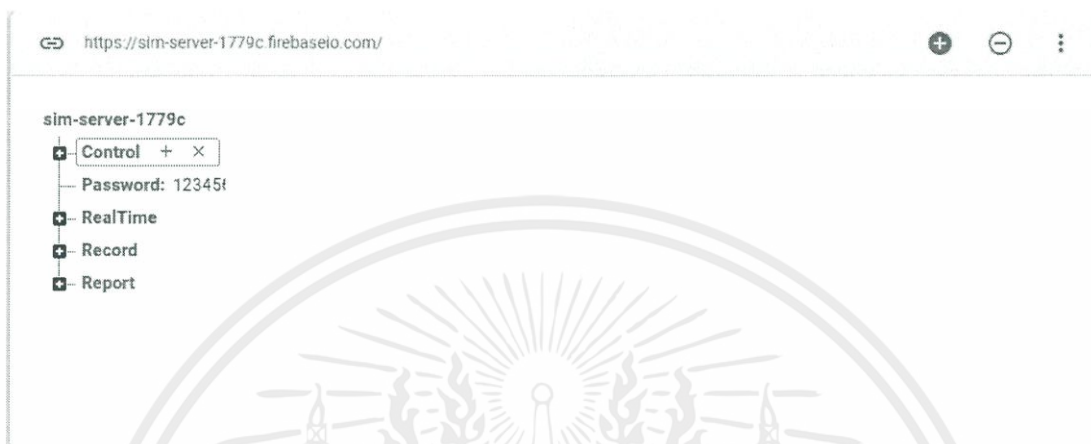 https://sim-server-1779c.firebaseio.com/
sim-server-1779c
Control + ×
Password: 12345
RealTime
Record
Report